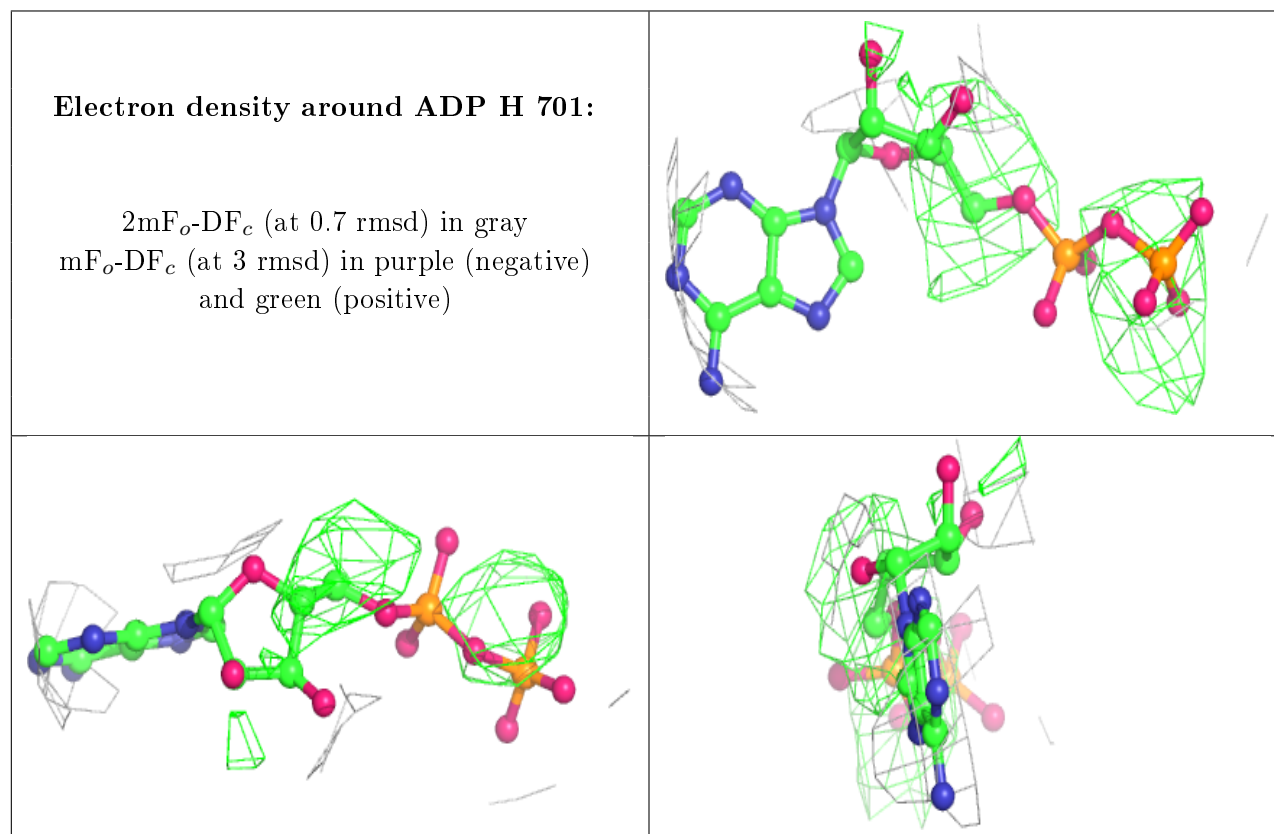 Electron density around ADP H 701:
2mFₒ-DF𝒸 (at 0.7 rmsd) in gray
mFₒ-DF𝒸 (at 3 rmsd) in purple (negative)
and green (positive)